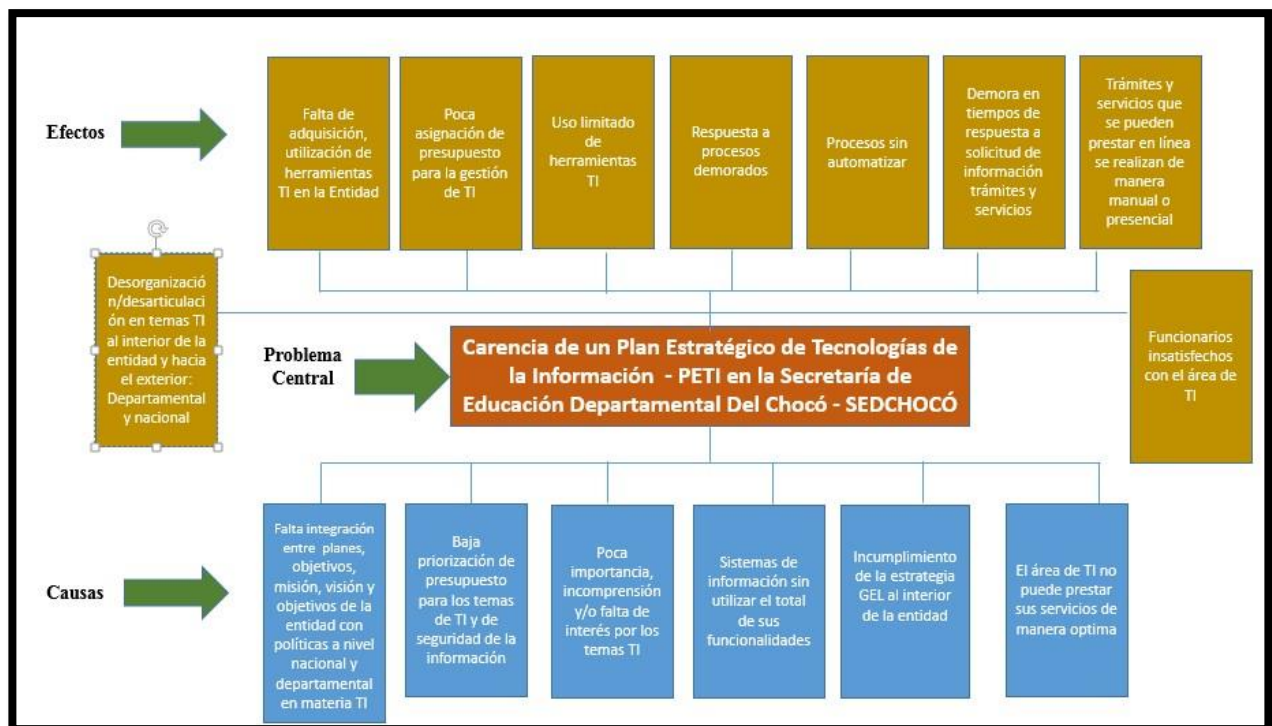 Efectos
Falta de
adquisición,
utilización de
herramientas
TI en la Entidad
Poca
asignación de
presupuesto
para la gestión
de TI
Uso limitado
de
herramientas
TI
Respuesta a
procesos
demorados
Procesos sin
automatizar
Demora en
tiempos de
respuesta a
solicitud de
información
trámites y
servicios
Trámites y
servicios que
se pueden
prestar en línea
se realizan de
manera
manual o
presencial
Desorganizació
n/desarticulaci
ón en temas TI
al interior de la
entidad y hacia
el exterior:
Departamental
y nacional
Problema
Central
Carencia de un Plan Estratégico de Tecnologías de
la Información - PETI en la Secretaría de
Educación Departamental Del Chocó - SEDCHOCÓ
Funcionarios
insatisfechos
con el área de
TI
Causas
Falta integración
entre planes,
objetivos,
misión, visión y
objetivos de la
entidad con
políticas a nivel
nacional y
departamental
en materia TI
Baja
priorización de
presupuesto
para los temas
de TI y de
seguridad de la
información
Poca
importancia,
incomprensión
y/o falta de
interés por los
temas TI
Sistemas de
información sin
utilizar el total
de sus
funcionalidades
Incumplimiento
de la estrategia
GEL al interior
de la entidad
El área de TI no
puede prestar
sus servicios de
manera optima